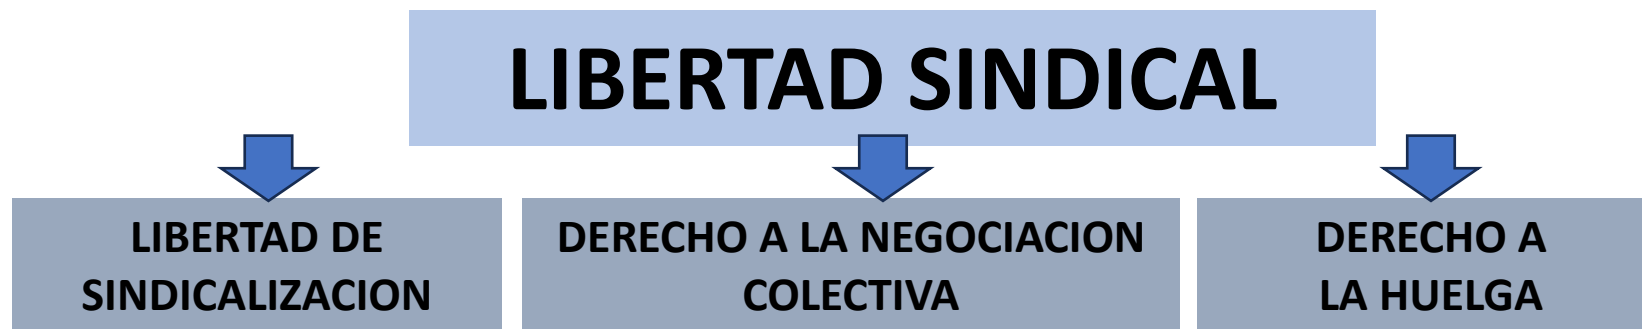 LIBERTAD SINDICAL
LIBERTAD DE
SINDICALIZACION
DERECHO A LA NEGOCIACION
COLECTIVA
DERECHO A
LA HUELGA